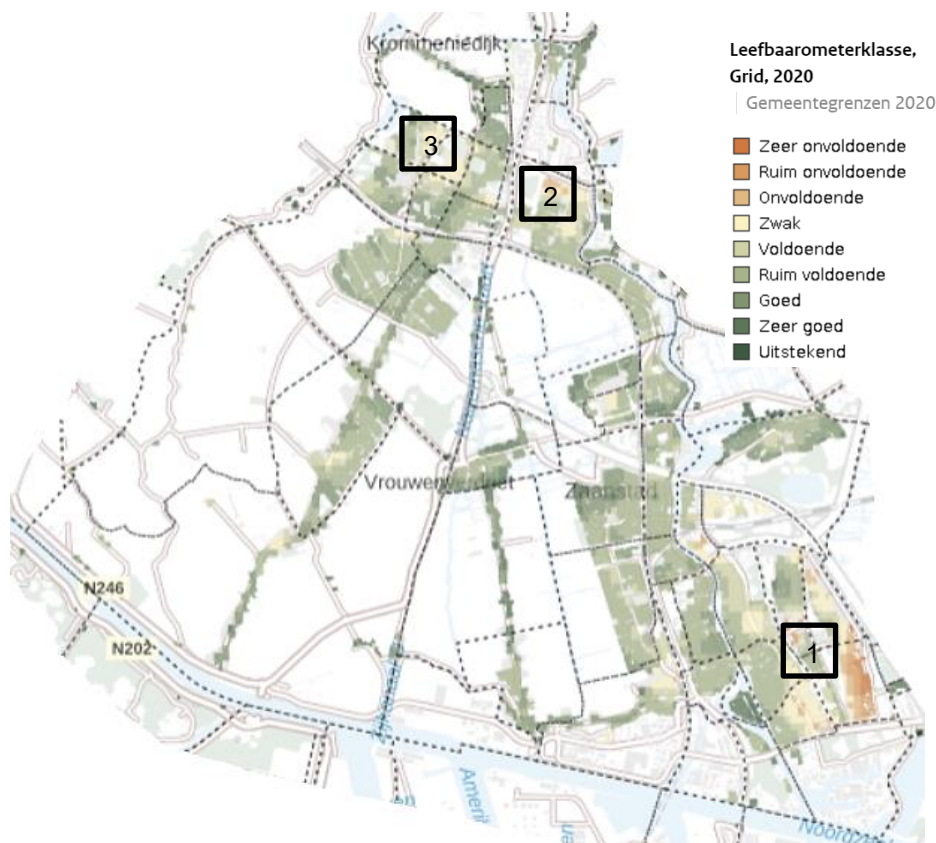 Krommeniedijk
Leefbaarometerklasse,
Grid, 2020
Gemeentegrenzen 2020
Zeer onvoldoende
Ruim onvoldoende
Onvoldoende
Zwak
Voldoende
Ruim voldoende
Goed
Zeer goed
Uitstekend
3
2
Zaanstad
N246
N202
1